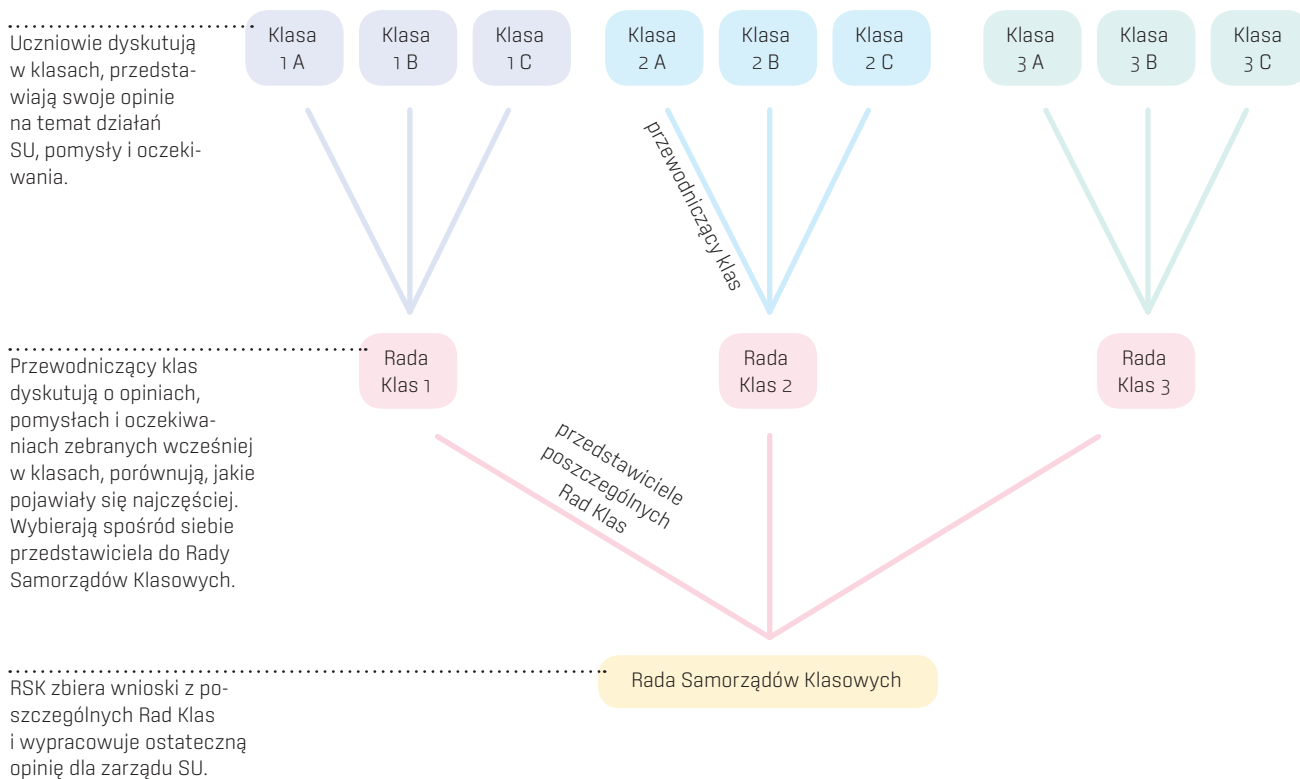 Uczniowie dyskutują
w klasach, przedsta-
wiają swoje opinie
na temat działań
SU, pomysły i oczeki-
wania.
Klasa
1 A
Klasa
1 B
Klasa
1 C
Klasa
2 A
Klasa
2 B
Klasa
2 C
Klasa
3 A
Klasa
3 B
Klasa
3 C
przewodniczący klas
Przewodniczący klas
dyskutują o opiniach,
pomysłach i oczekiwa-
niach zebranych wcześniej
w klasach, porównują, jakie
pojawiały się najczęściej.
Wybierają spośród siebie
przedstawiciela do Rady
Samorządów Klasowych.
Rada
Klas 1
Rada
Klas 2
Rada
Klas 3
przedstawiciele
poszczególnych
Rad Klas
RSK zbiera wnioski z po-
szczególnych Rad Klas
i wypracowuje ostateczną
opinię dla zarządu SU.
Rada Samorządów Klasowych